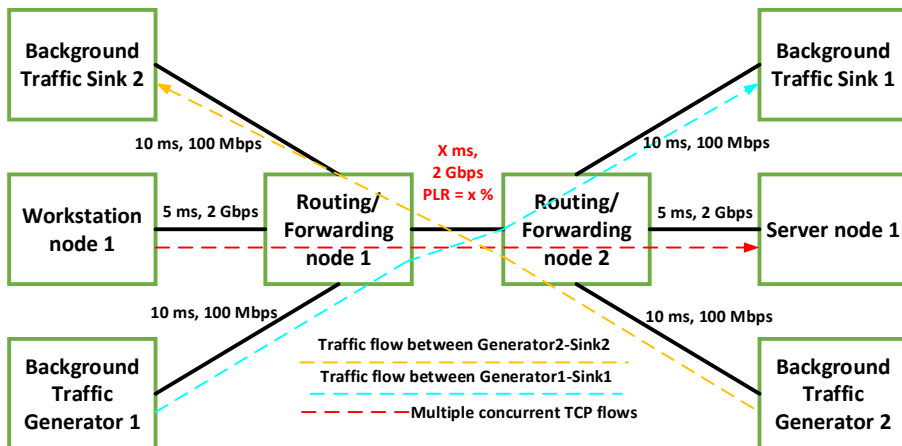 Background
Traffic Sink 2
Background
Traffic Sink 1
10 ms, 100 Mbps
X ms,
2 Gbps
PLR = x %
10 ms, 100 Mbps
Workstation
node 1
5 ms, 2 Gbps
Routing/
Forwarding
node 1
Routing/
Forwarding
node 2
5 ms, 2 Gbps
Server node 1
10 ms, 100 Mbps
10 ms, 100 Mbps
Background
Traffic
Generator 1
Traffic flow between Generator2-Sink2
Traffic flow between Generator1-Sink1
Multiple concurrent TCP flows
Background
Traffic
Generator 2